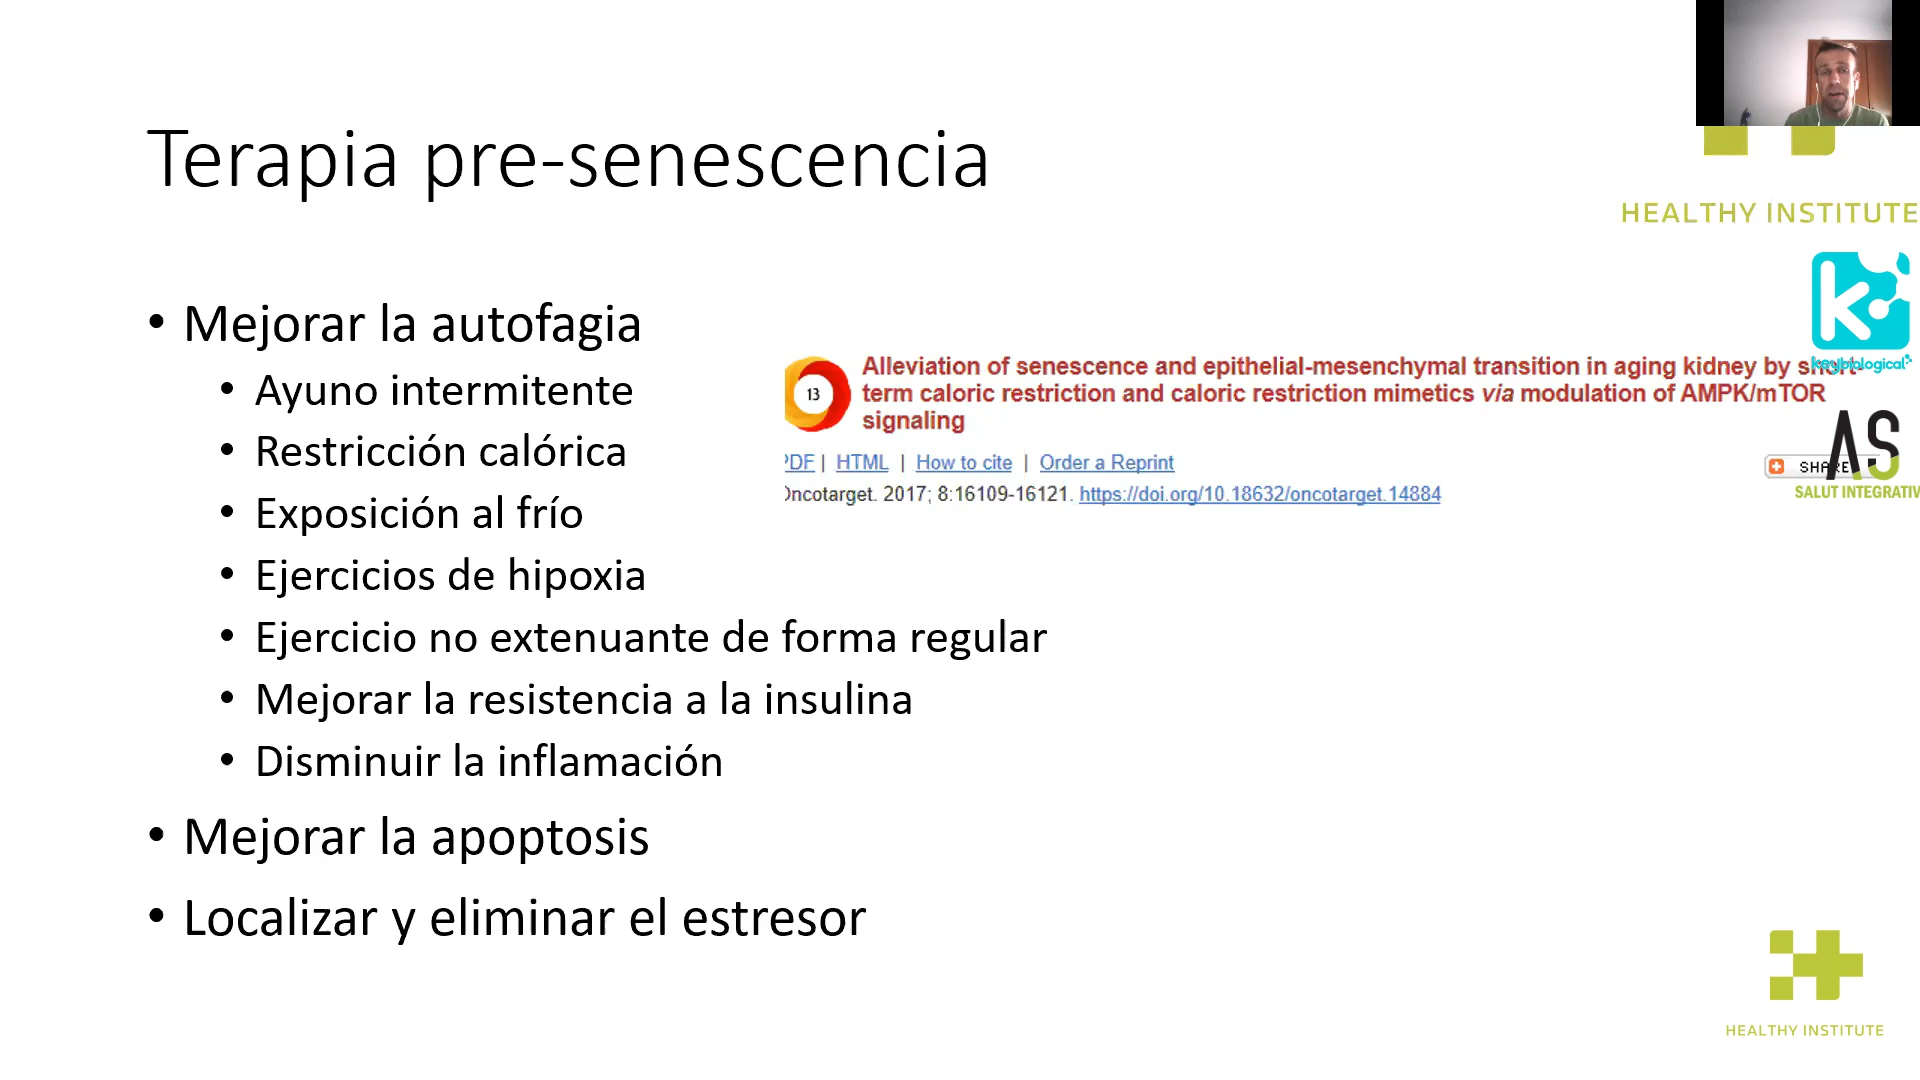 Terapia pre-senescencia
HEALTHY INSTITUTE
• Mejorar la autofagia
• Ayuno intermitente
• Restricción calórica
• Exposición al frío
• Ejercicios de hipoxia
• Ejercicio no extenuante de forma regular
• Mejorar la resistencia a la insulina
• Disminuir la inflamación
• Mejorar la apoptosis
• Localizar y eliminar el estresor
13
Alleviation of senescence and epithelial-mesenchymal transition in aging kidney by short-
term caloric restriction and caloric restriction mimetics via modulation of AMPK/mTOR
signaling
PDF | HTML | How to cite | Order a Reprint
Oncotarget. 2017; 8:16109-16121. https://doi.org/10.18632/oncotarget.14884
SHARE
k
keybiological
AS
SALUT INTEGRATIV
HEALTHY INSTITUTE